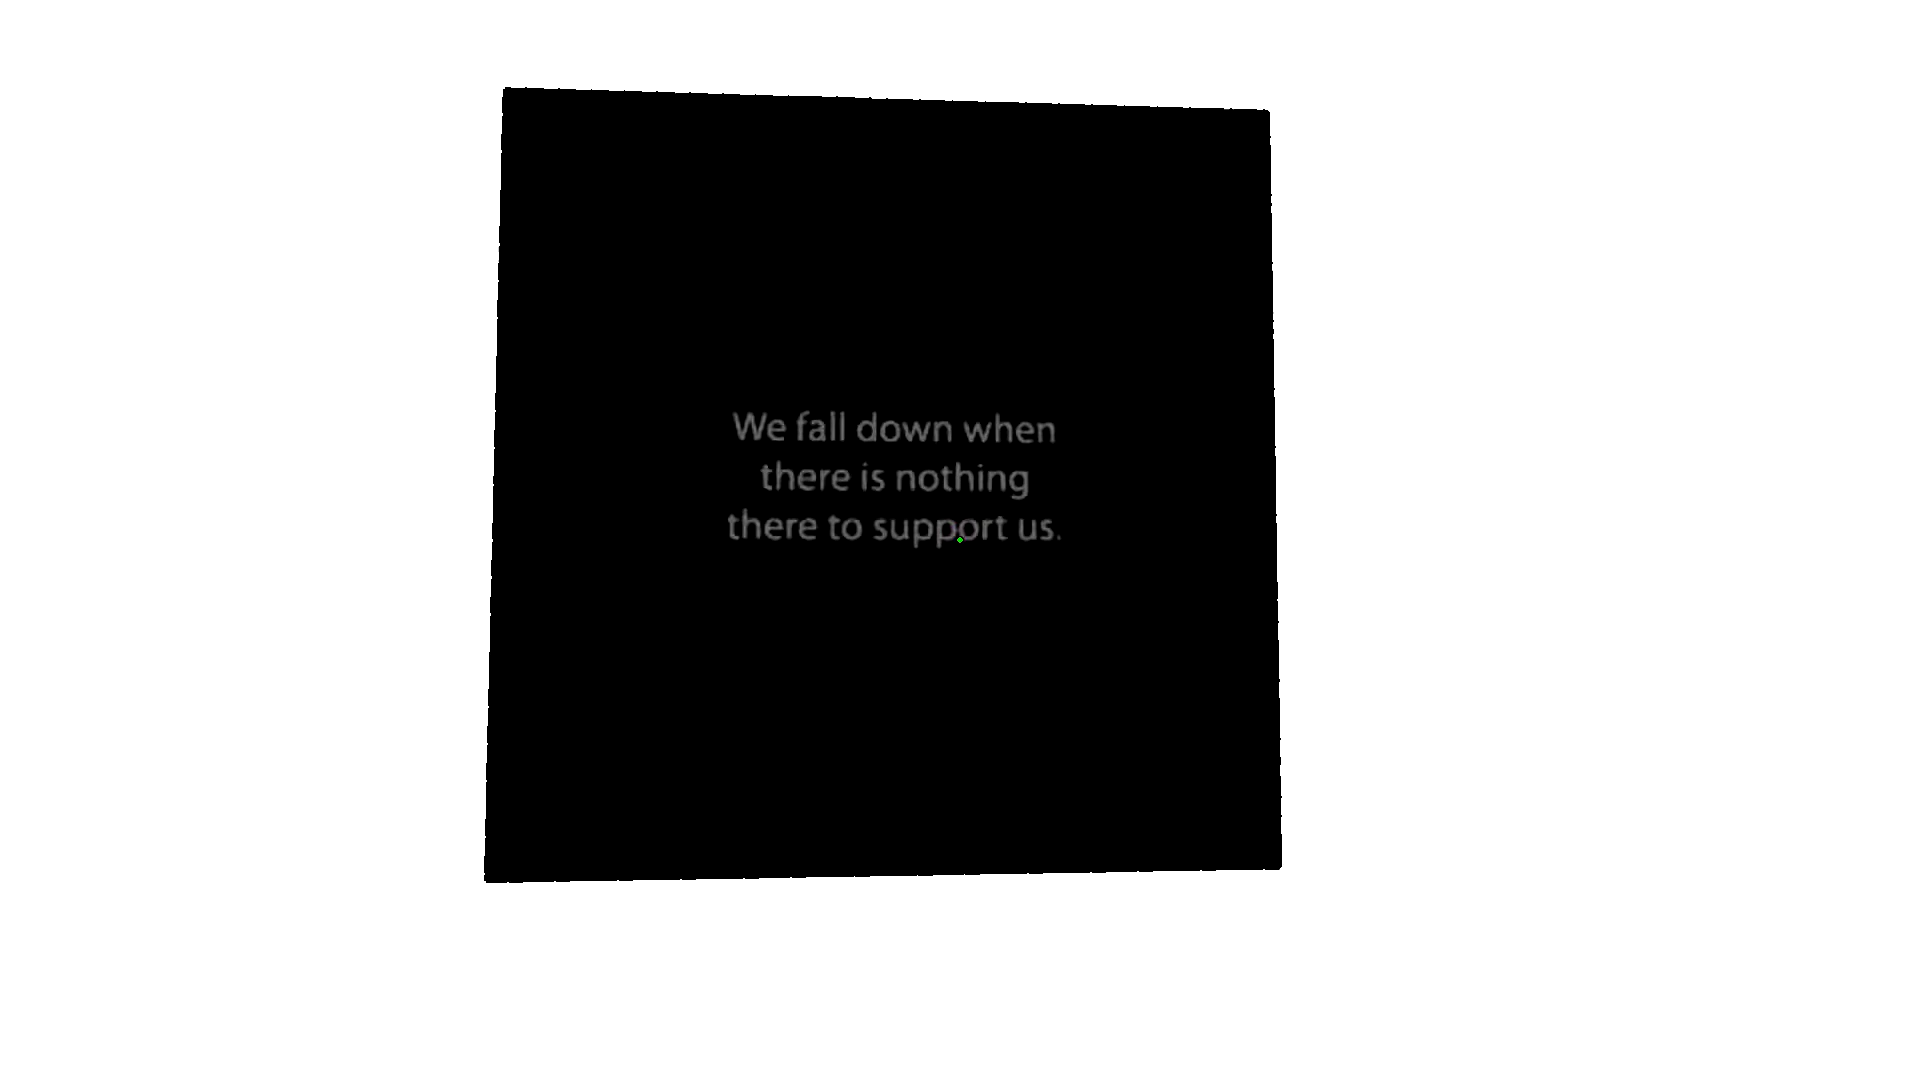 We fall down when
there is nothing
there to support us.